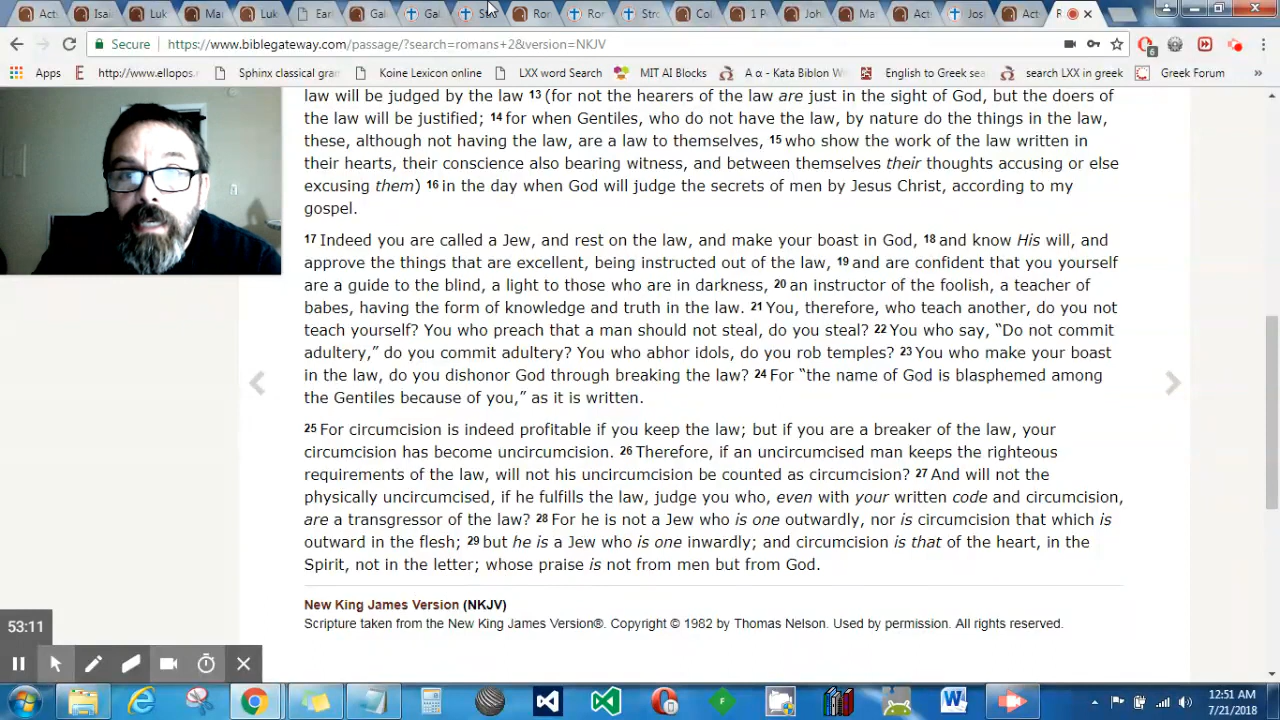 Act Isa Luk Ma Luk Earl Gal Gal Str Ror Ror Stro Col 1 P Joh Ma Act Jos Act R
Secure https://www.biblegateway.com/passage/?search=romans+2&version=NKJV 6
Apps http://www.ellopos.r Sphinx classical gra Koine Lexicon online LXX word Search MIT AI Blocks Α α - Kata Biblon W English to Greek sea search LXX in greek Greek Forum »
law will be judged by the law 13 (for not the hearers of the law are just in the sight of God, but the doers of
the law will be justified; 14 for when Gentiles, who do not have the law, by nature do the things in the law,
these, although not having the law, are a law to themselves, 15 who show the work of the law written in
their hearts, their conscience also bearing witness, and between themselves their thoughts accusing or else
excusing them) 16 in the day when God will judge the secrets of men by Jesus Christ, according to my
gospel.
17 Indeed you are called a Jew, and rest on the law, and make your boast in God, 18 and know His will, and
approve the things that are excellent, being instructed out of the law, 19 and are confident that you yourself
are a guide to the blind, a light to those who are in darkness, 20 an instructor of the foolish, a teacher of
babes, having the form of knowledge and truth in the law. 21 You, therefore, who teach another, do you not
teach yourself? You who preach that a man should not steal, do you steal? 22 You who say, “Do not commit
adultery,” do you commit adultery? You who abhor idols, do you rob temples? 23 You who make your boast
in the law, do you dishonor God through breaking the law? 24 For “the name of God is blasphemed among
the Gentiles because of you,” as it is written.
25 For circumcision is indeed profitable if you keep the law; but if you are a breaker of the law, your
circumcision has become uncircumcision. 26 Therefore, if an uncircumcised man keeps the righteous
requirements of the law, will not his uncircumcision be counted as circumcision? 27 And will not the
physically uncircumcised, if he fulfills the law, judge you who, even with your written code and circumcision,
are a transgressor of the law? 28 For he is not a Jew who is one outwardly, nor is circumcision that which is
outward in the flesh; 29 but he is a Jew who is one inwardly; and circumcision is that of the heart, in the
Spirit, not in the letter; whose praise is not from men but from God.
New King James Version (NKJV)
Scripture taken from the New King James Version®. Copyright © 1982 by Thomas Nelson. Used by permission. All rights reserved.
53:11
12:51 AM
7/21/2018